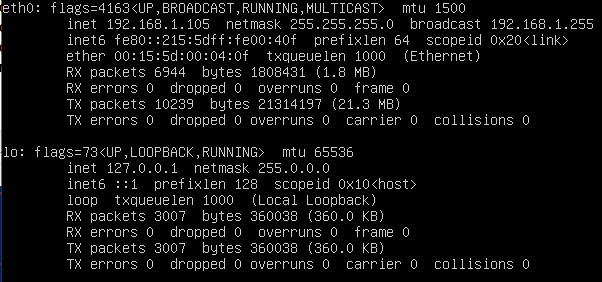 eth0: flags=4163<UP,BROADCAST,RUNNING,MULTICAST>  mtu 1500
        inet 192.168.1.105  netmask 255.255.255.0  broadcast 192.168.1.255
        inet6 fe80::215:5dff:fe00:40f  prefixlen 64  scopeid 0x20<link>
        ether 00:15:5d:00:04:0f  txqueuelen 1000  (Ethernet)
        RX packets 6944  bytes 1808431 (1.8 MB)
        RX errors 0  dropped 0  overruns 0  frame 0
        TX packets 10239  bytes 21314197 (21.3 MB)
        TX errors 0  dropped 0 overruns 0  carrier 0  collisions 0

lo: flags=73<UP,LOOPBACK,RUNNING>  mtu 65536
        inet 127.0.0.1  netmask 255.0.0.0
        inet6 ::1  prefixlen 128  scopeid 0x10<host>
        loop  txqueuelen 1000  (Local Loopback)
        RX packets 3007  bytes 360038 (360.0 KB)
        RX errors 0  dropped 0  overruns 0  frame 0
        TX packets 3007  bytes 360038 (360.0 KB)
        TX errors 0  dropped 0 overruns 0  carrier 0  collisions 0